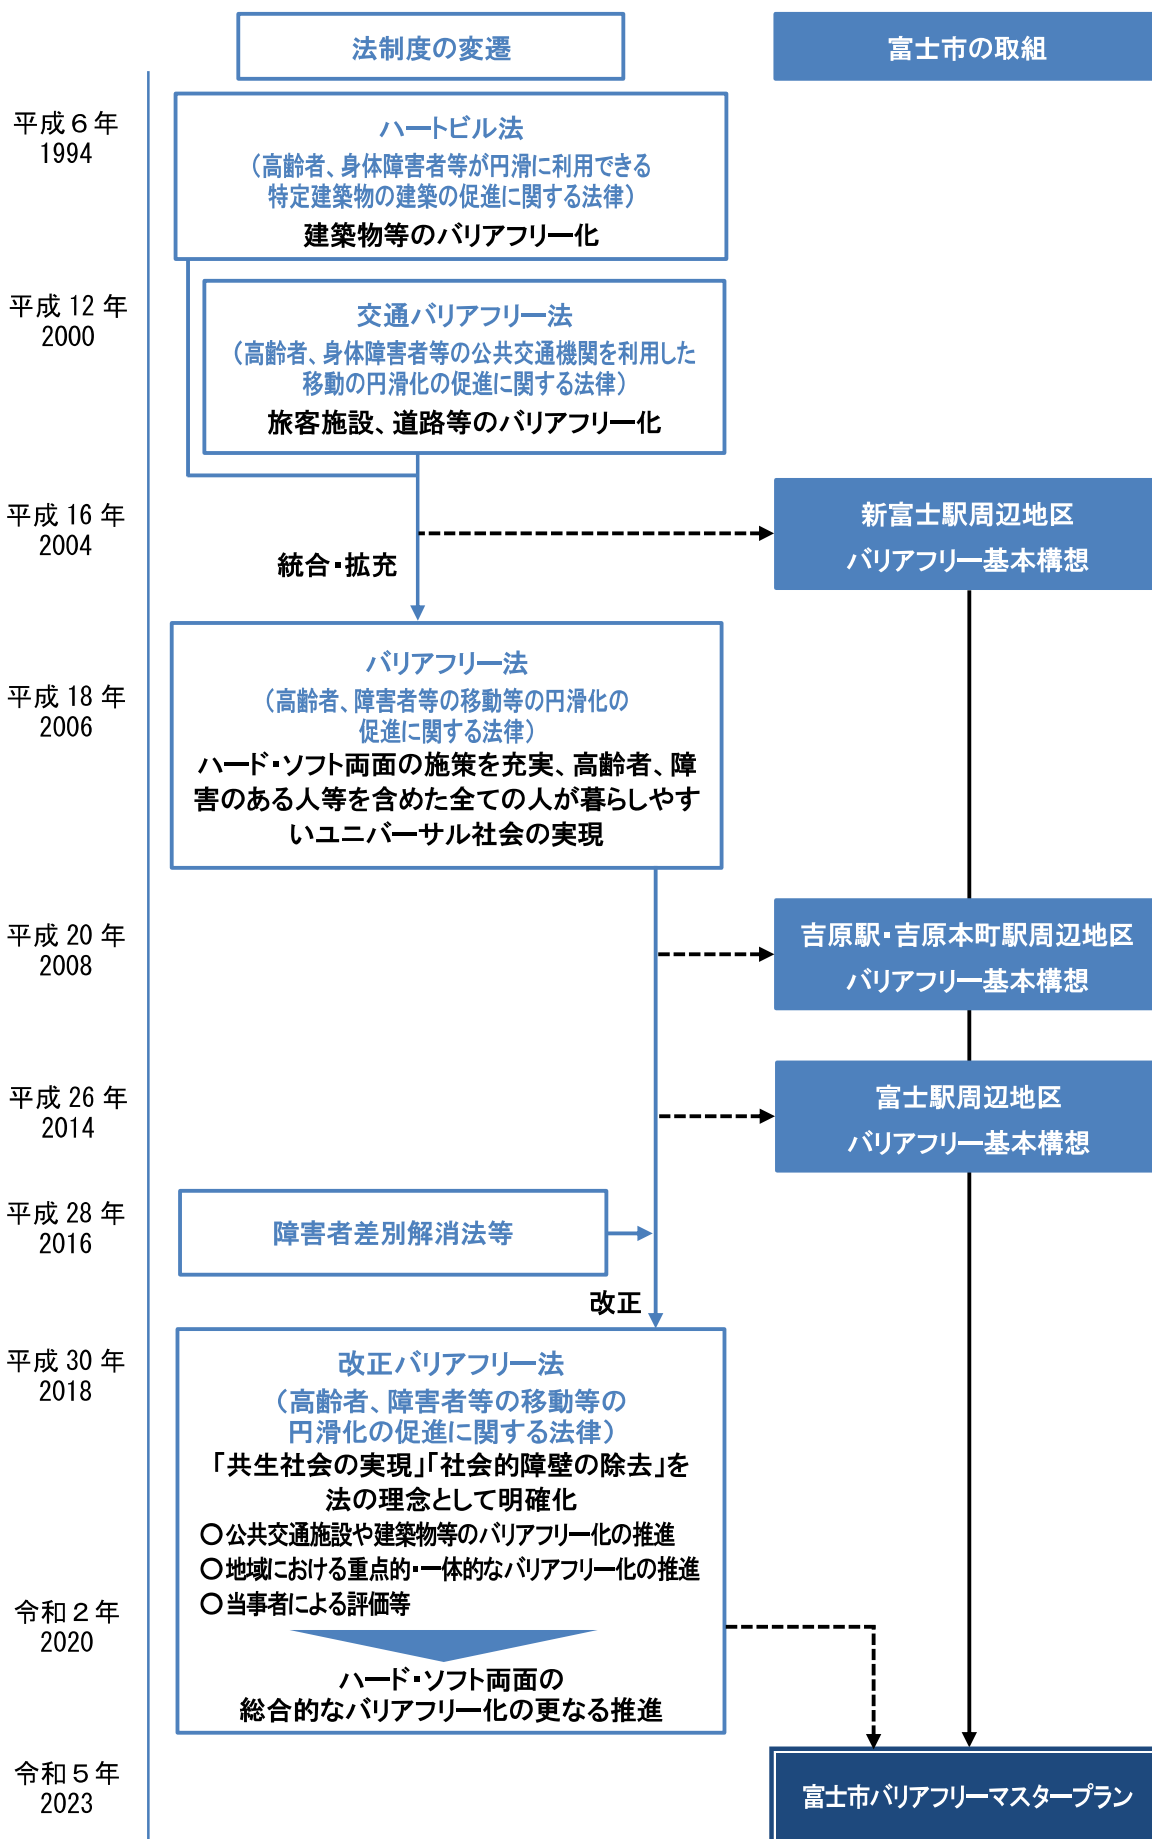 法制度の変遷
富士市の取組
平成6年
1994
ハートビル法
（高齢者、身体障害者等が円滑に利用できる
特定建築物の建築の促進に関する法律）
建築物等のバリアフリー化
平成 12 年
2000
交通バリアフリー法
（高齢者、身体障害者等の公共交通機関を利用した
移動の円滑化の促進に関する法律）
旅客施設、道路等のバリアフリー化
平成 16 年
2004
新富士駅周辺地区
バリアフリー基本構想
統合・拡充
平成 18 年
2006
バリアフリー法
（高齢者、障害者等の移動等の円滑化の
促進に関する法律）
ハード・ソフト両面の施策を充実、高齢者、障
害のある人等を含めた全ての人が暮らしやす
いユニバーサル社会の実現
平成 20 年
2008
吉原駅・吉原本町駅周辺地区
バリアフリー基本構想
平成 26 年
2014
富士駅周辺地区
バリアフリー基本構想
平成 28 年
2016
障害者差別解消法等
改正
平成 30 年
2018
改正バリアフリー法
（高齢者、障害者等の移動等の
円滑化の促進に関する法律）
「共生社会の実現」「社会的障壁の除去」を
法の理念として明確化
〇公共交通施設や建築物等のバリアフリー化の推進
〇地域における重点的・一体的なバリアフリー化の推進
〇当事者による評価等
令和2年
2020
ハード・ソフト両面の
総合的なバリアフリー化の更なる推進
令和5年
2023
富士市バリアフリーマスタープラン